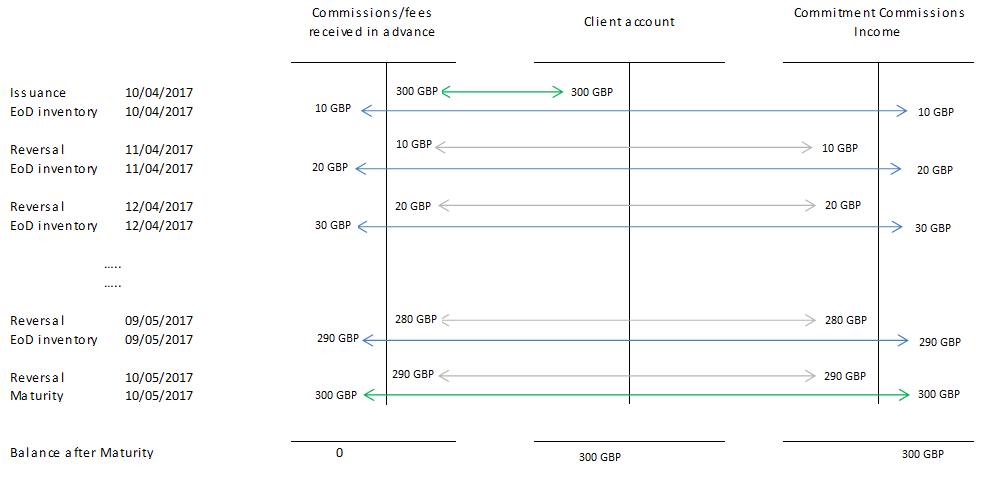 Commissions/fees received in advance
Client account
Commitment Commissions Income
Issuance 10/04/2017 300 GBP 300 GBP
EoD inventory 10/04/2017 10 GBP 10 GBP
Reversal 11/04/2017 10 GBP 10 GBP
EoD inventory 11/04/2017 20 GBP 20 GBP
Reversal 12/04/2017 20 GBP 20 GBP
EoD inventory 12/04/2017 30 GBP 30 GBP
.....
.....
Reversal 09/05/2017 280 GBP 280 GBP
EoD inventory 09/05/2017 290 GBP 290 GBP
Reversal 10/05/2017 290 GBP 290 GBP
Maturity 10/05/2017 300 GBP 300 GBP
Balance after Maturity 0 300 GBP 300 GBP